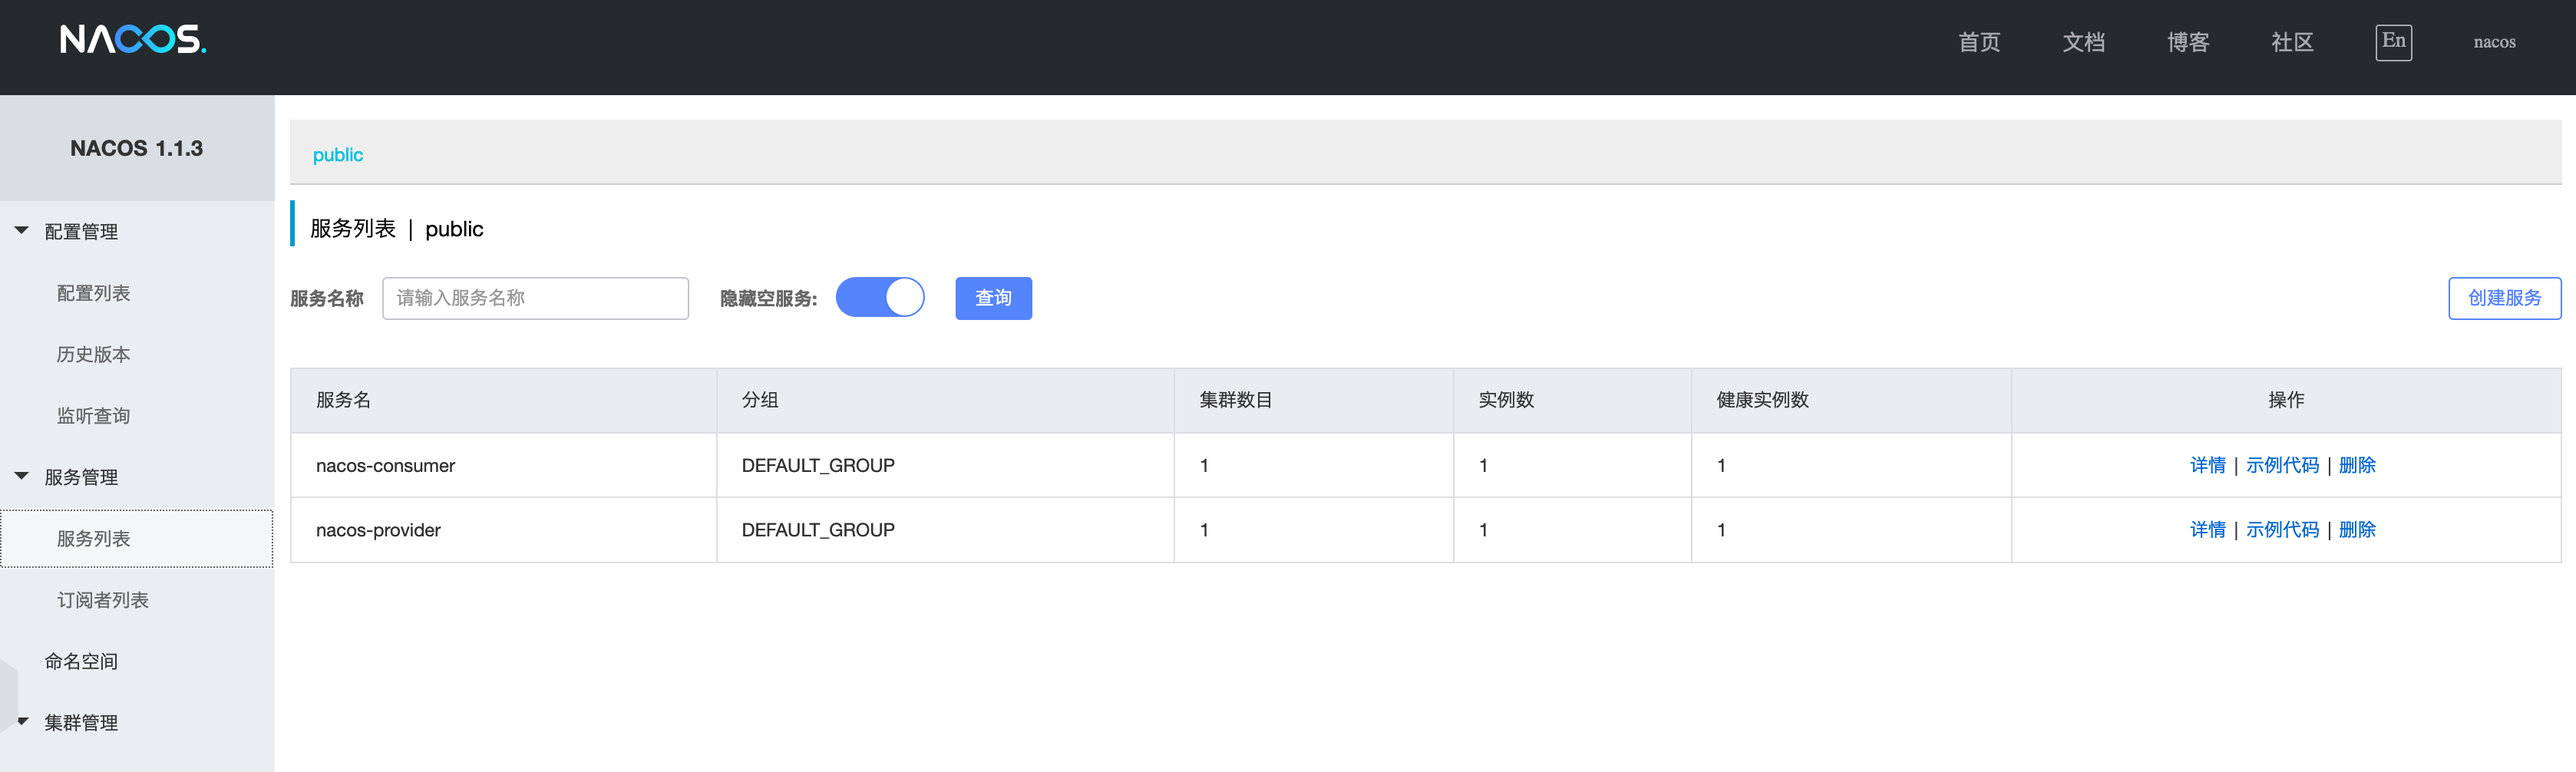 NACOS.
首页 文档 博客 社区 En nacos
NACOS 1.1.3
配置管理
配置列表
历史版本
监听查询
服务管理
服务列表
订阅者列表
命名空间
集群管理
public
服务列表 | public
服务名称 请输入服务名称 隐藏空服务: 查询 创建服务
服务名 分组 集群数目 实例数 健康实例数 操作
nacos-consumer DEFAULT_GROUP 1 1 1 详情 | 示例代码 | 删除
nacos-provider DEFAULT_GROUP 1 1 1 详情 | 示例代码 | 删除